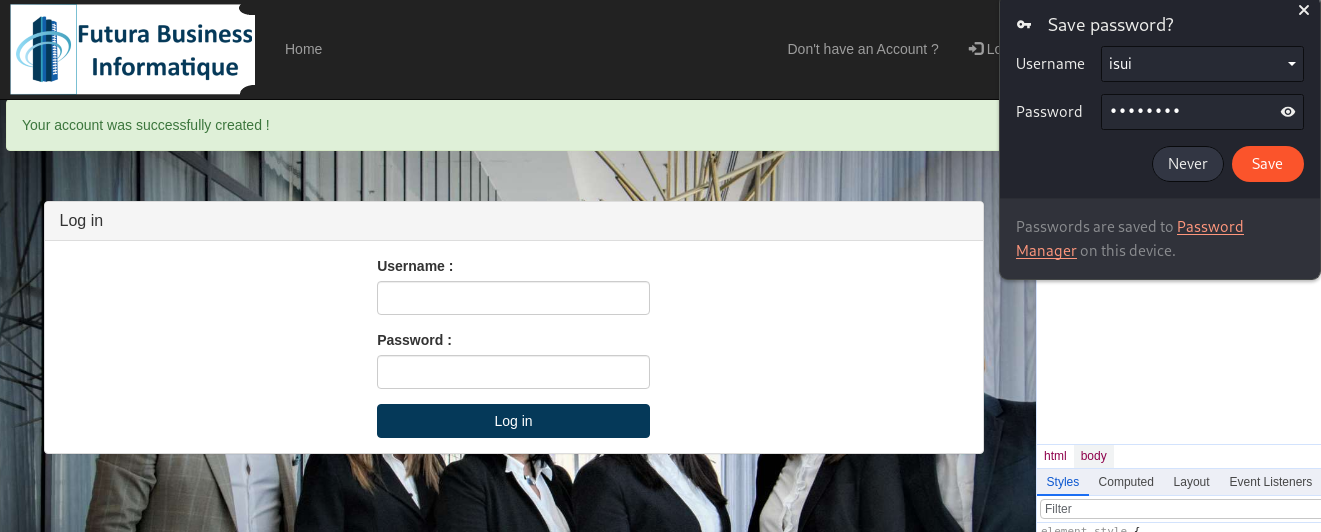 Futura Business
Informatique
Home
Don't have an Account ?
Your account was successfully created !
Log in
Username :
Password :
Log in
Save password?
Username
isui
Password
••••••••
Never
Save
Passwords are saved to Password
Manager on this device.
html body
Styles Computed Layout Event Listeners
Filter
element.style {